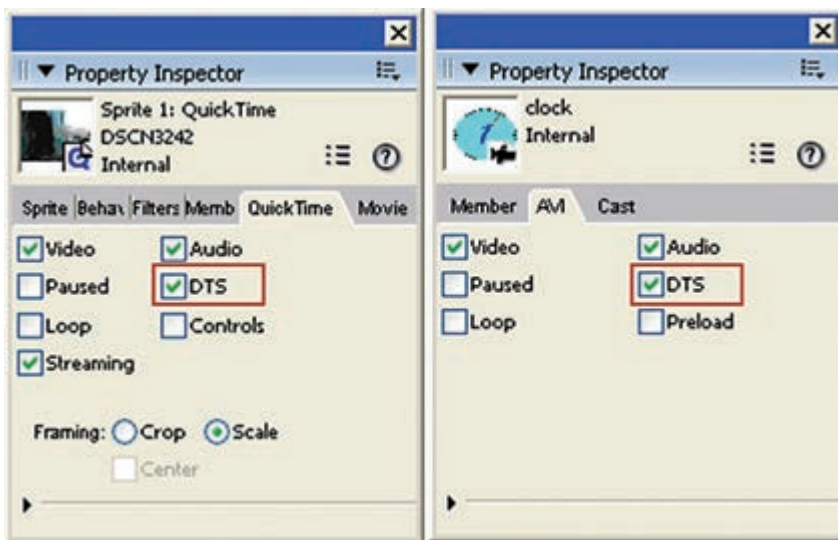 Property Inspector
Sprite 1: QuickTime
DSCN3242
Internal
Sprite Behav Filters Memb QuickTime Movie
Video Audio
Paused DTS
Loop Controls
Streaming
Framing: Crop Scale
Center
Property Inspector
clock
Internal
Member AVI Cast
Video Audio
Paused DTS
Loop Preload